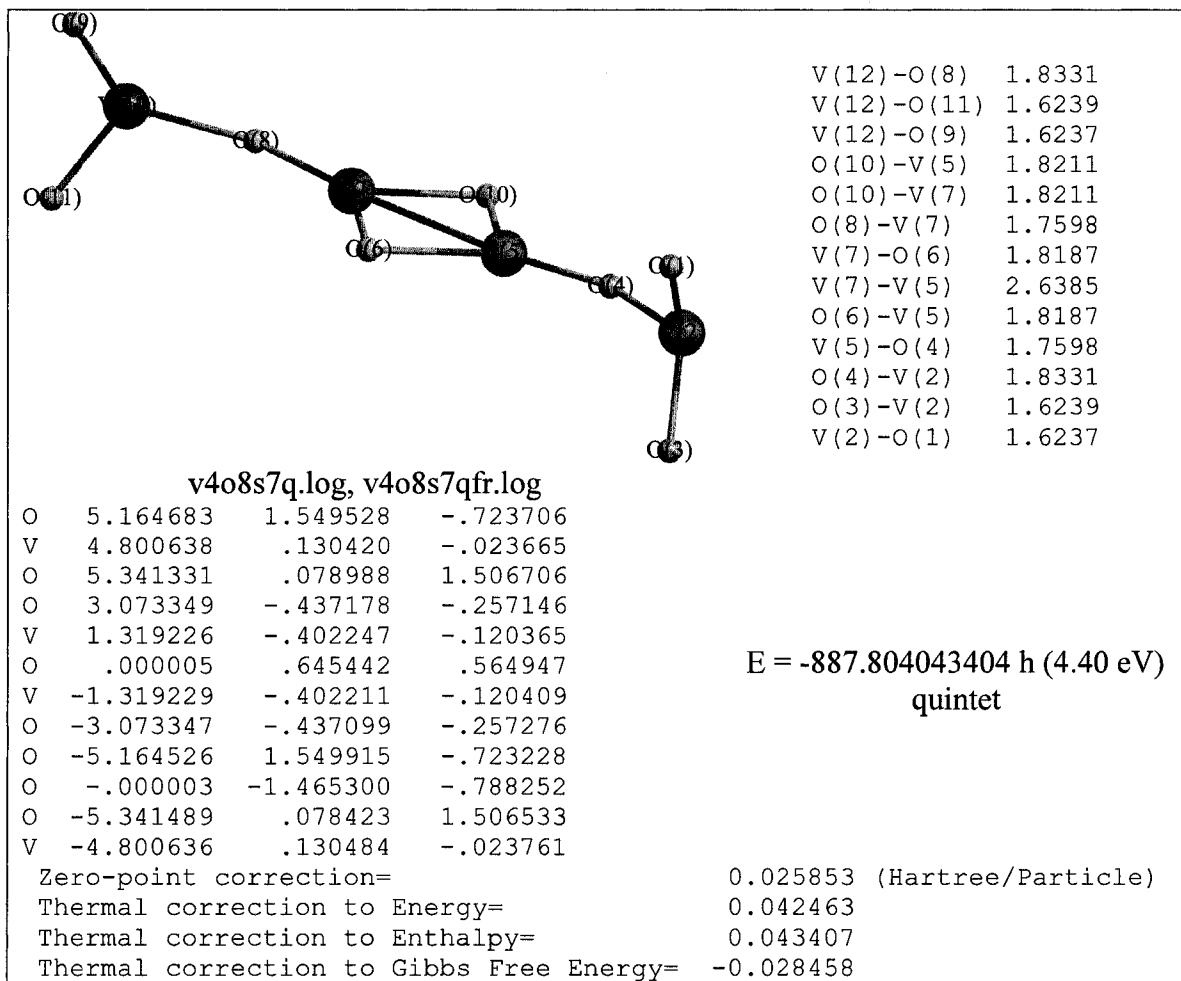 O(9)
O(8)
O(11)
O(10)
O(6)
O(1)
O(4)
O(3)
V(12)-O(8) 1.8331
V(12)-O(11) 1.6239
V(12)-O(9) 1.6237
O(10)-V(5) 1.8211
O(10)-V(7) 1.8211
O(8)-V(7) 1.7598
V(7)-O(6) 1.8187
V(7)-V(5) 2.6385
O(6)-V(5) 1.8187
V(5)-O(4) 1.7598
O(4)-V(2) 1.8331
O(3)-V(2) 1.6239
V(2)-O(1) 1.6237
v4o8s7q.log, v4o8s7qfr.log
O 5.164683 1.549528 -.723706
V 4.800638 .130420 -.023665
O 5.341331 .078988 1.506706
O 3.073349 -.437178 -.257146
V 1.319226 -.402247 -.120365
O .000005 .645442 .564947
V -1.319229 -.402211 -.120409
O -3.073347 -.437099 -.257276
O -5.164526 1.549915 -.723228
O -.000003 -1.465300 -.788252
O -5.341489 .078423 1.506533
V -4.800636 .130484 -.023761
E = -887.804043404 h (4.40 eV)
quintet
Zero-point correction= 0.025853 (Hartree/Particle)
Thermal correction to Energy= 0.042463
Thermal correction to Enthalpy= 0.043407
Thermal correction to Gibbs Free Energy= -0.028458